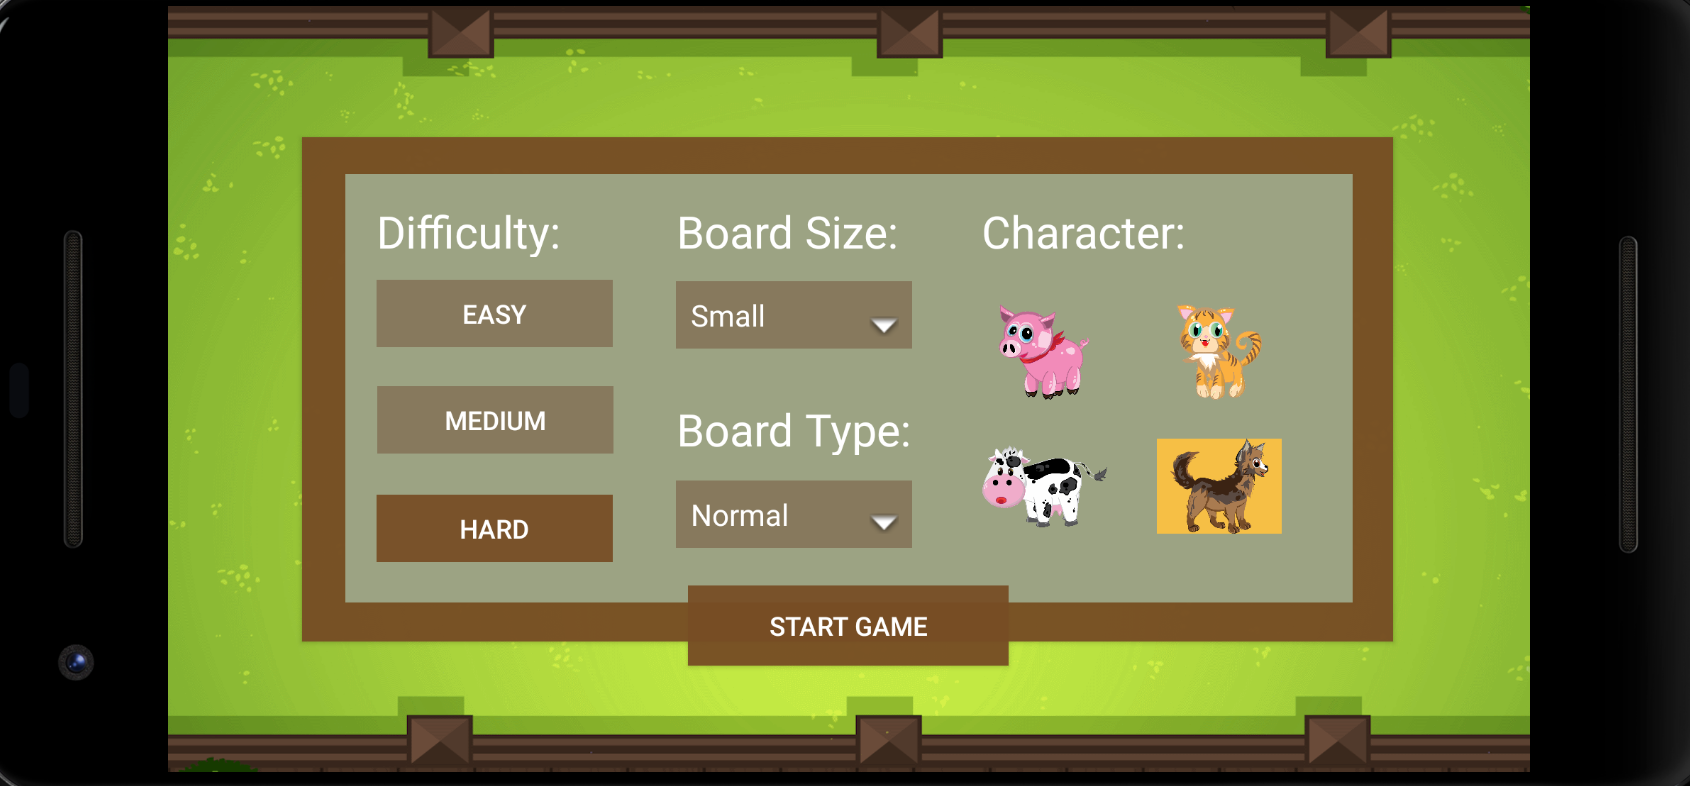 Difficulty:
EASY
MEDIUM
HARD
Board Size:
Small
Board Type:
Normal
Character:
START GAME